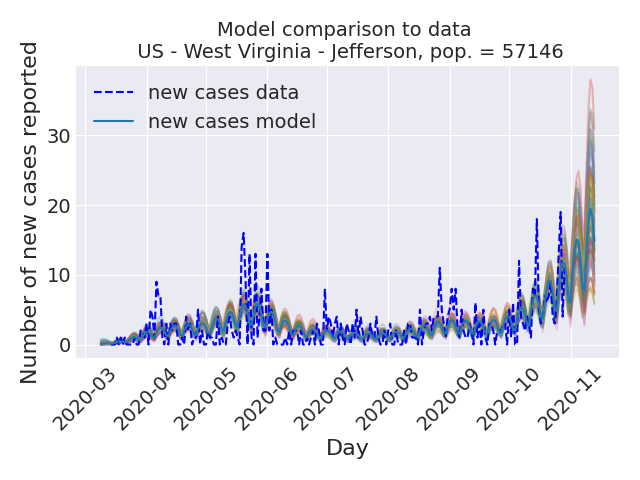 Model comparison to data
US - West Virginia - Jefferson, pop. = 57146
new cases data
new cases model
Number of new cases reported
30
20
10
0
2020-03
2020-04
2020-05
2020-06
2020-07
2020-08
2020-09
2020-10
2020-11
Day